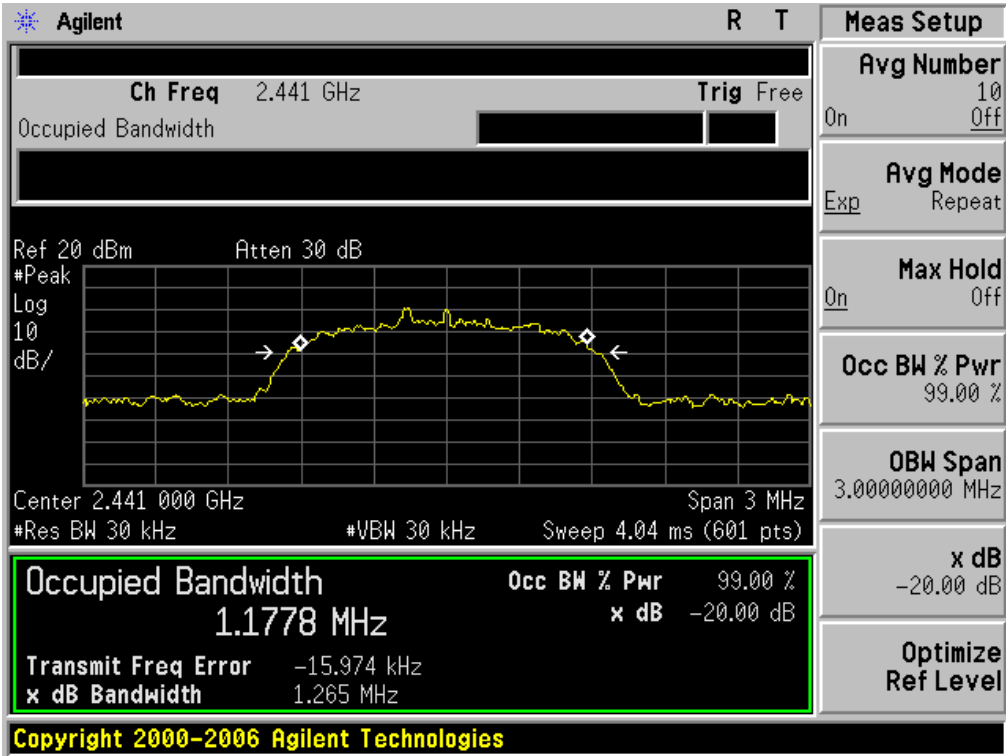 Agilent R T
Meas Setup
Ch Freq 2.441 GHz Trig Free
Occupied Bandwidth
Ref 20 dBm Atten 30 dB
#Peak
Log
10
dB/
Center 2.441 000 GHz Span 3 MHz
#Res BW 30 kHz #VBW 30 kHz Sweep 4.04 ms (601 pts)
Occupied Bandwidth Occ BW % Pwr 99.00 %
1.1778 MHz x dB -20.00 dB
Transmit Freq Error -15.974 kHz
x dB Bandwidth 1.265 MHz
Avg Number
10
On Off
Avg Mode
Exp Repeat
Max Hold
On Off
Occ BW % Pwr
99.00 %
OBW Span
3.00000000 MHz
x dB
-20.00 dB
Optimize
Ref Level
Copyright 2000-2006 Agilent Technologies